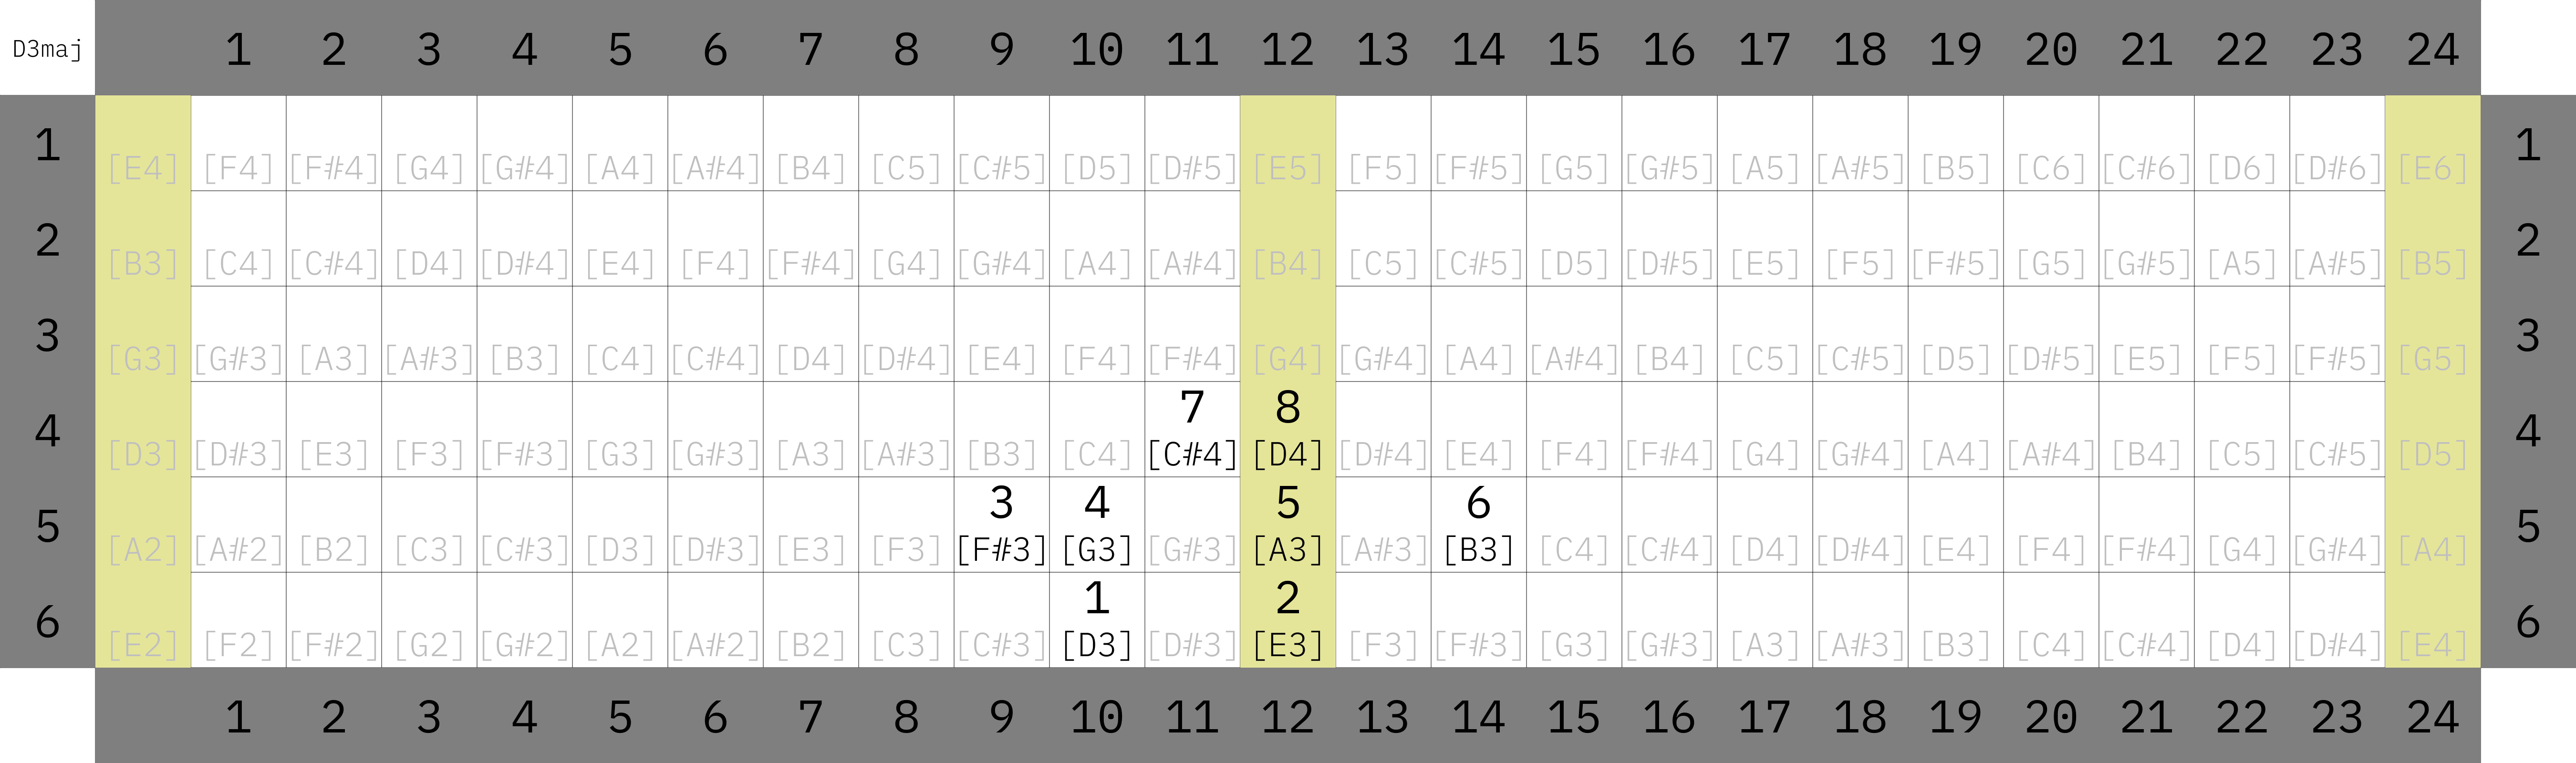 D3maj 1 2 3 4 5 6 7 8 9 10 11 12 13 14 15 16 17 18 19 20 21 22 23 24
1 [E4] [F4] [F#4] [G4] [G#4] [A4] [A#4] [B4] [C5] [C#5] [D5] [D#5] [E5] [F5] [F#5] [G5] [G#5] [A5] [A#5] [B5] [C6] [C#6] [D6] [D#6] [E6] 1
2 [B3] [C4] [C#4] [D4] [D#4] [E4] [F4] [F#4] [G4] [G#4] [A4] [A#4] [B4] [C5] [C#5] [D5] [D#5] [E5] [F5] [F#5] [G5] [G#5] [A5] [A#5] [B5] 2
3 [G3] [G#3] [A3] [A#3] [B3] [C4] [C#4] [D4] [D#4] [E4] [F4] [F#4] [G4] [G#4] [A4] [A#4] [B4] [C5] [C#5] [D5] [D#5] [E5] [F5] [F#5] [G5] 3
7 8
4 [D3] [D#3] [E3] [F3] [F#3] [G3] [G#3] [A3] [A#3] [B3] [C4] [C#4] [D4] [D#4] [E4] [F4] [F#4] [G4] [G#4] [A4] [A#4] [B4] [C5] [C#5] [D5] 4
3 4 5 6
5 [A2] [A#2] [B2] [C3] [C#3] [D3] [D#3] [E3] [F3] [F#3] [G3] [G#3] [A3] [A#3] [B3] [C4] [C#4] [D4] [D#4] [E4] [F4] [F#4] [G4] [G#4] [A4] 5
1 2
6 [E2] [F2] [F#2] [G2] [G#2] [A2] [A#2] [B2] [C3] [C#3] [D3] [D#3] [E3] [F3] [F#3] [G3] [G#3] [A3] [A#3] [B3] [C4] [C#4] [D4] [D#4] [E4] 6
1 2 3 4 5 6 7 8 9 10 11 12 13 14 15 16 17 18 19 20 21 22 23 24